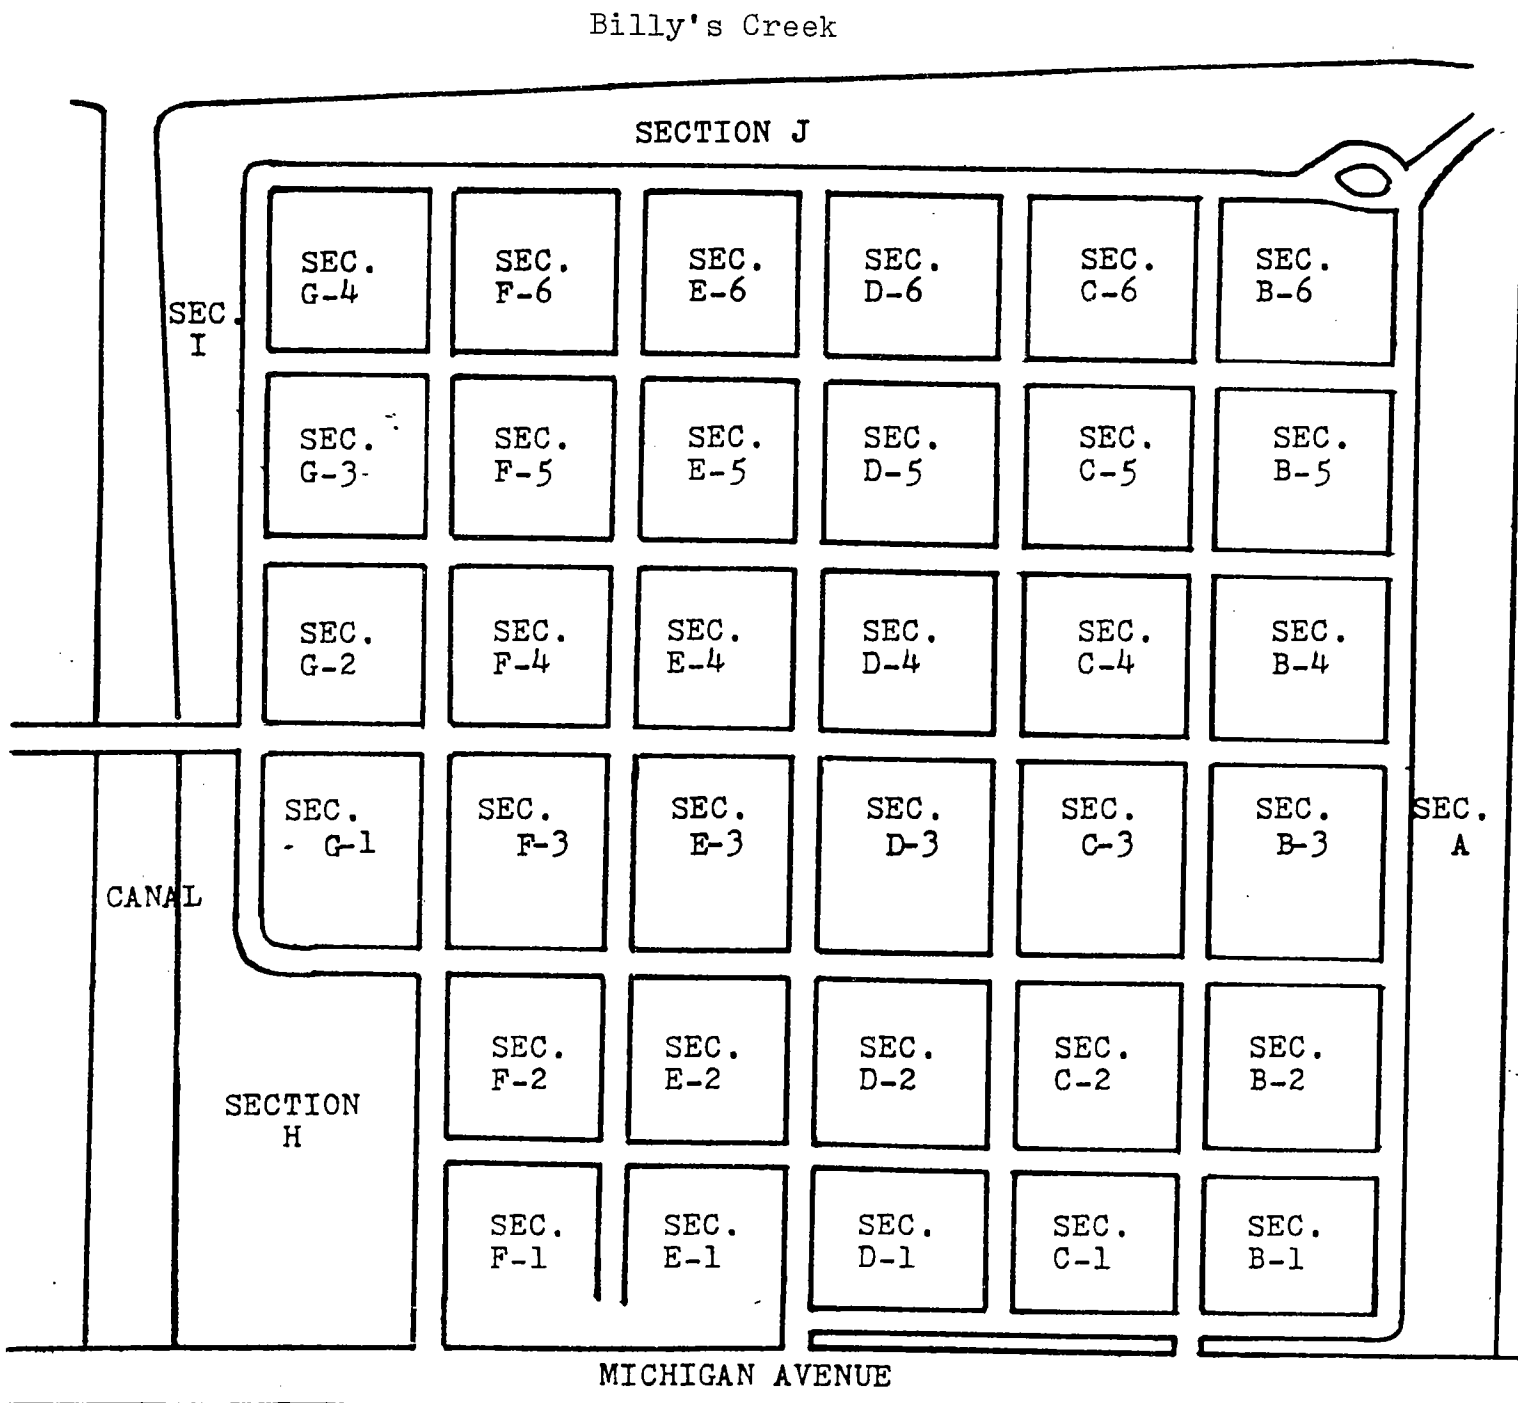 Billy's Creek
SECTION J
SEC.
G-4
SEC.
F-6
SEC.
E-6
SEC.
D-6
SEC.
C-6
SEC.
B-6
SEC.
I
SEC.
G-3
SEC.
F-5
SEC.
E-5
SEC.
D-5
SEC.
C-5
SEC.
B-5
SEC.
G-2
SEC.
F-4
SEC.
E-4
SEC.
D-4
SEC.
C-4
SEC.
B-4
SEC.
G-1
SEC.
F-3
SEC.
E-3
SEC.
D-3
SEC.
C-3
SEC.
B-3
SEC.
A
CANAL
SEC.
F-2
SEC.
E-2
SEC.
D-2
SEC.
C-2
SEC.
B-2
SECTION
H
SEC.
F-1
SEC.
E-1
SEC.
D-1
SEC.
C-1
SEC.
B-1
MICHIGAN AVENUE